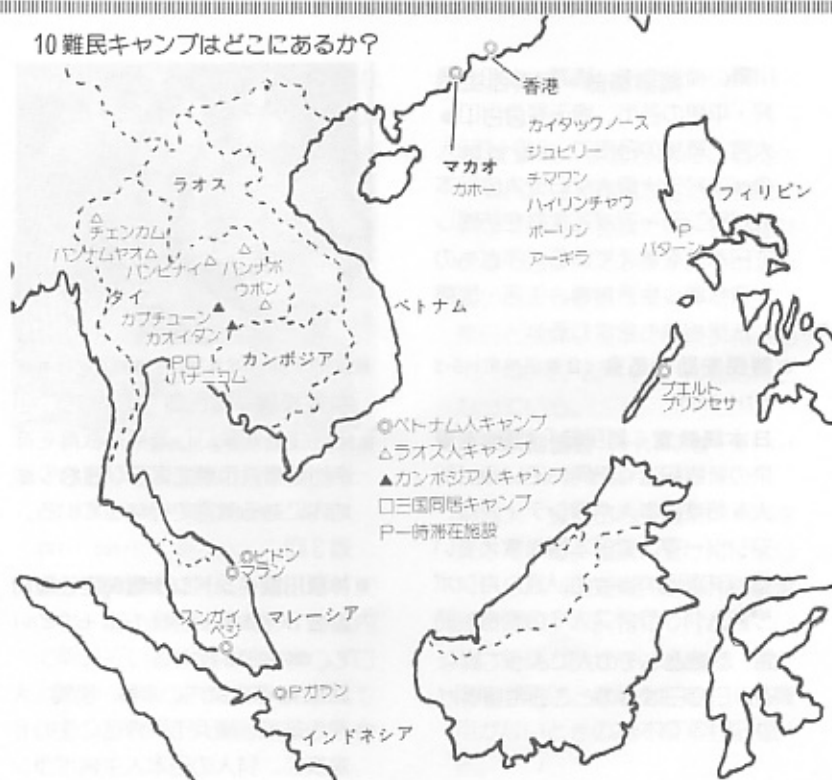 10難民キャンプはどこにあるか?
香港
カイタックノース
ジュビリー
チマワン
ハイリンチャウ
ボーリン
アーギラ
マカオ
カホー
ラオス
フィリピン
P
バターン
△
チェンカム
バンナムヤオ△
バンビナイ △
△
バンナポ
ウボン
△
タイ
カプチューン▲
カオイダン▲
ベトナム
カンボジア
P□
パナニコム
◎
プエルト
プリンセサ
◎ベトナム人キャンプ
△ラオス人キャンプ
▲カンボジア人キャンプ
□三国同居キャンプ
P一時滞在施設
◎ビドン
◎
スンガイ
ベシ
◎
マレーシア
◎Pガラン
インドネシア